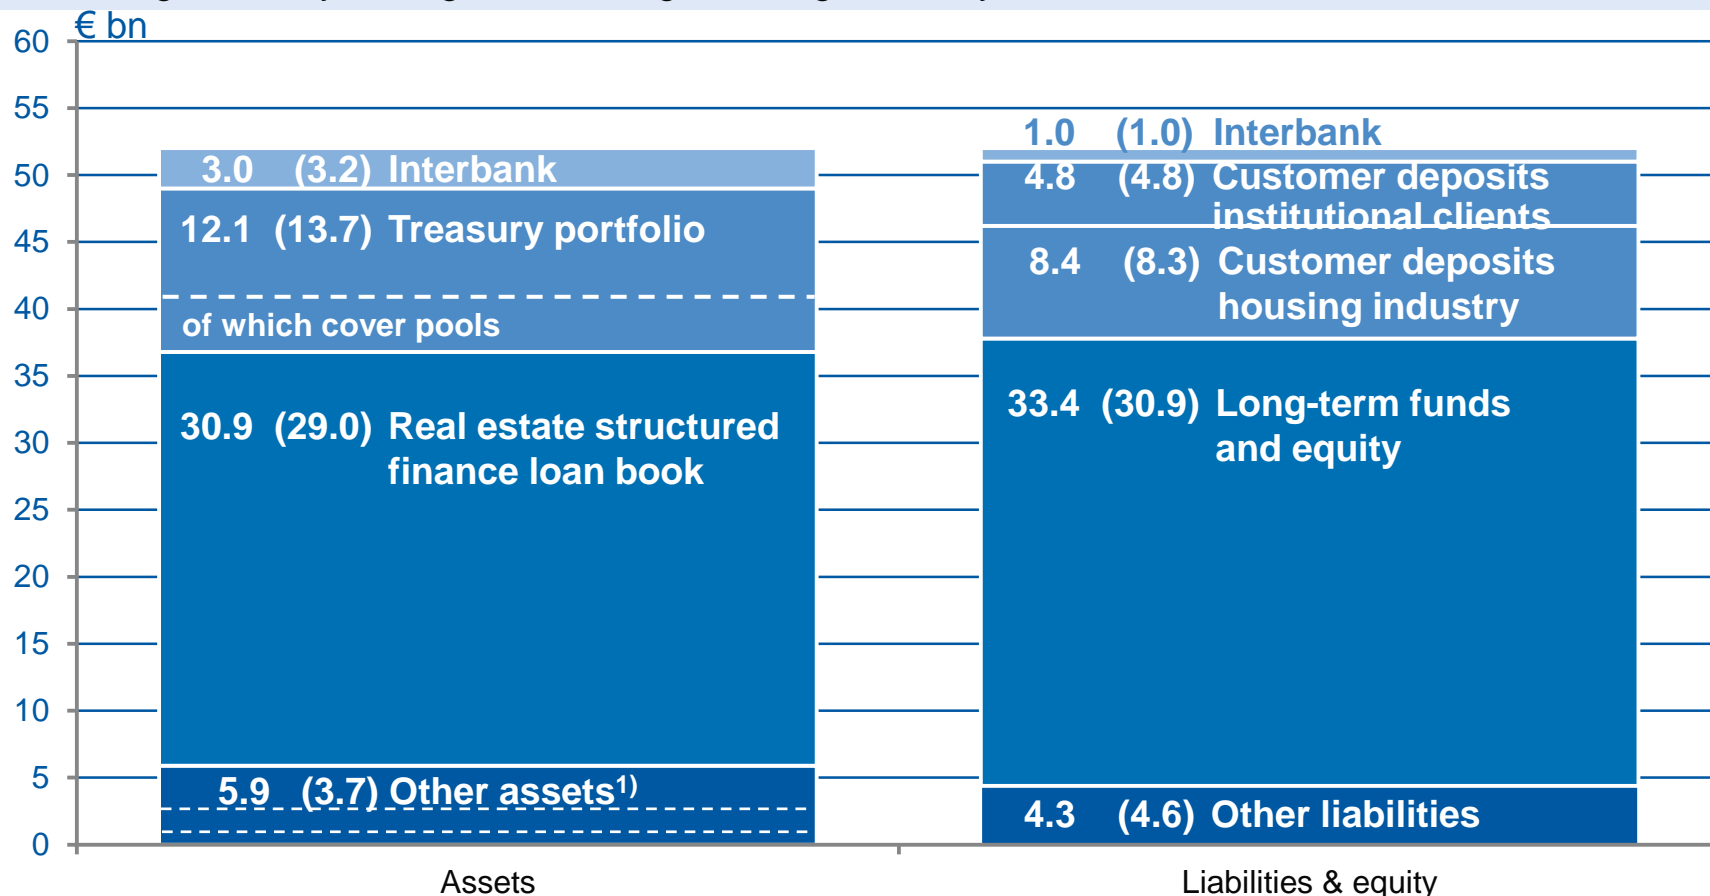 € bn
60
55
50
45
40
35
30
25
20
15
10
5
0
3.0 (3.2) Interbank
12.1 (13.7) Treasury portfolio
of which cover pools
30.9 (29.0) Real estate structured
finance loan book
5.9 (3.7) Other assets1)
Assets
1.0 (1.0) Interbank
4.8 (4.8) Customer deposits
institutional clients
8.4 (8.3) Customer deposits
housing industry
33.4 (30.9) Long-term funds
and equity
4.3 (4.6) Other liabilities
Liabilities & equity